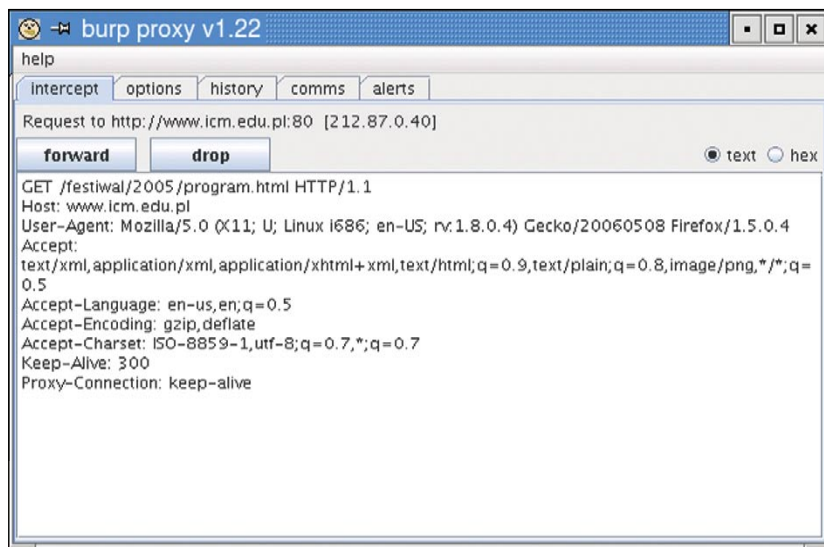 burp proxy v1.22
help
intercept options history comms alerts
Request to http://www.icm.edu.pl:80 [212.87.0.40]
forward drop text hex
GET /festiwal/2005/program.html HTTP/1.1
Host: www.icm.edu.pl
User-Agent: Mozilla/5.0 (X11; U; Linux i686; en-US; rv:1.8.0.4) Gecko/20060508 Firefox/1.5.0.4
Accept:
text/xml,application/xml,application/xhtml+xml,text/html;q=0.9,text/plain;q=0.8,image/png,*/*;q=
0.5
Accept-Language: en-us,en;q=0.5
Accept-Encoding: gzip,deflate
Accept-Charset: ISO-8859-1,utf-8;q=0.7,*;q=0.7
Keep-Alive: 300
Proxy-Connection: keep-alive